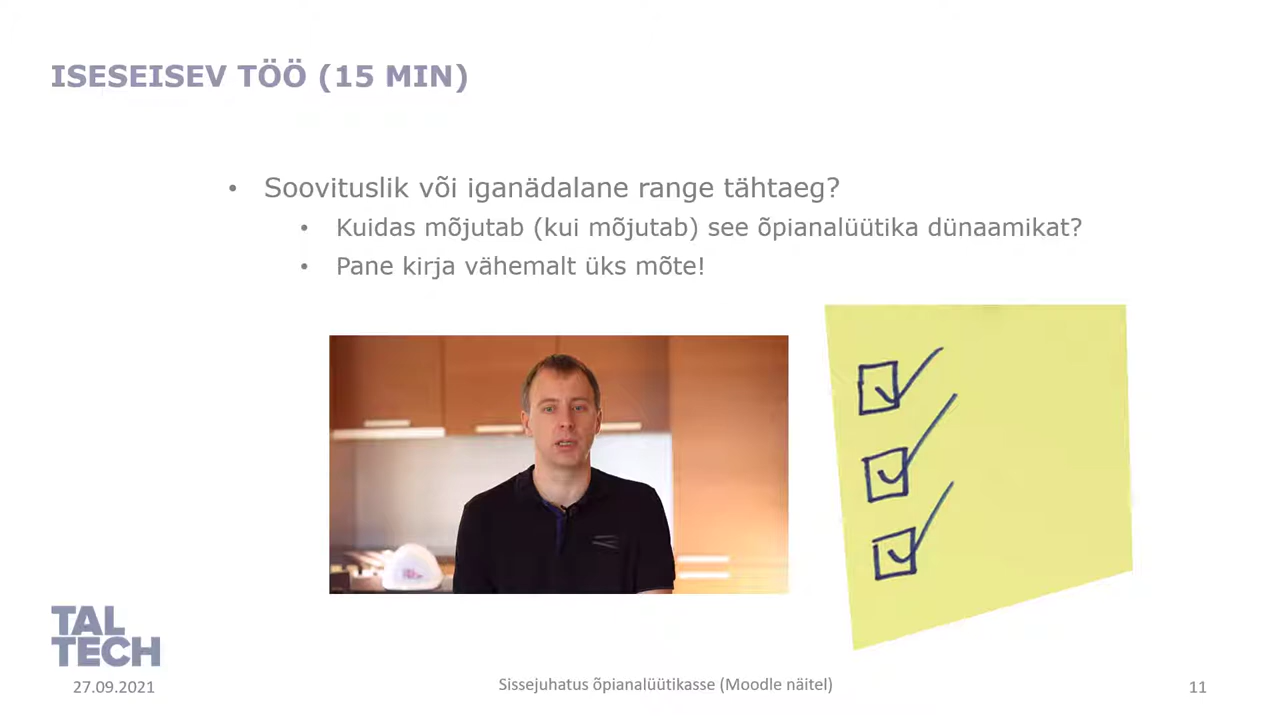 ISESEISEV TÖÖ (15 MIN)
• Soovituslik või iganädalane range tähtaeg?
• Kuidas mõjutab (kui mõjutab) see õpianalüütika dünaamikat?
• Pane kirja vähemalt üks mõte!
TAL
TECH
27.09.2021
Sissejuhatus õpianalüütikasse (Moodle näitel)
11